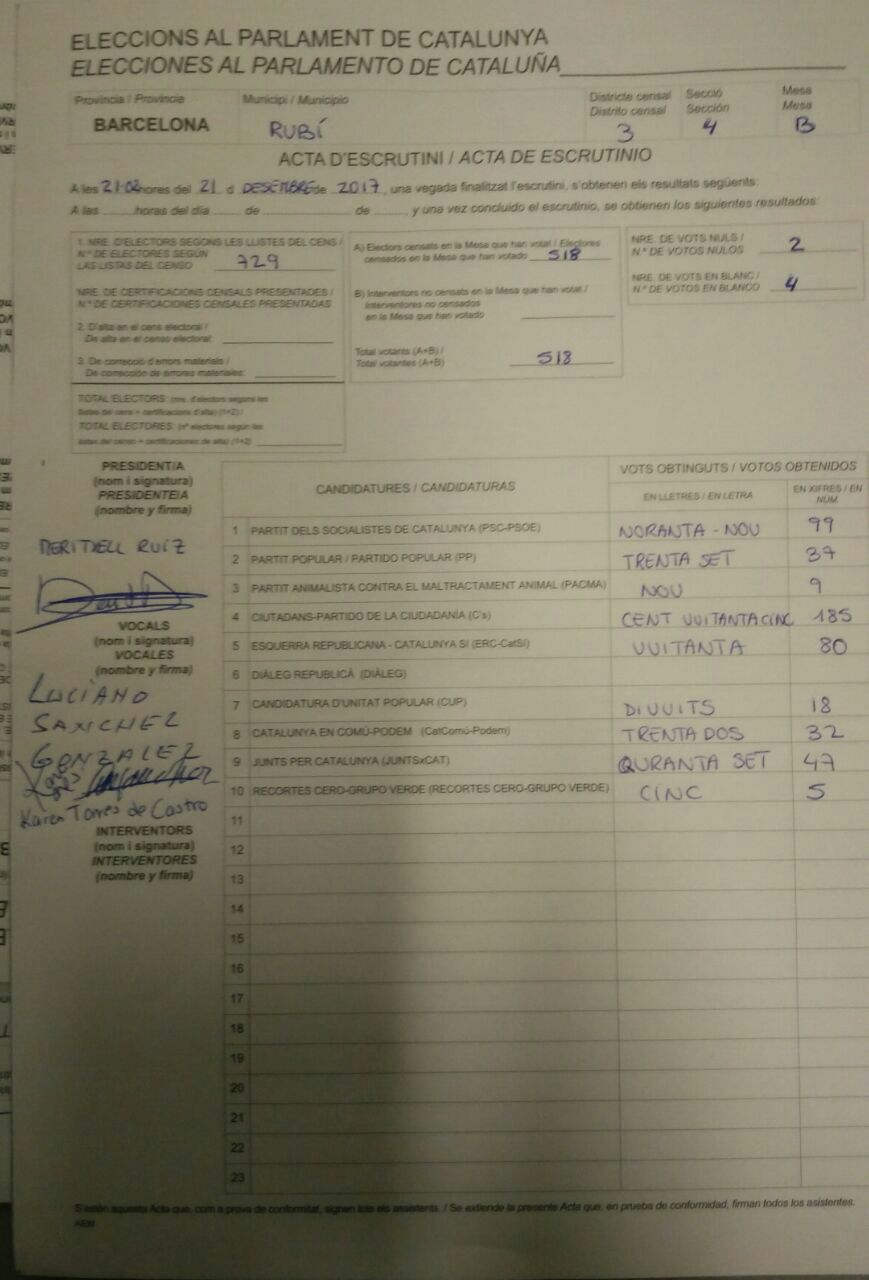 ELECCIONS AL PARLAMENT DE CATALUNYA
ELECCIONES AL PARLAMENTO DE CATALUÑA
Província / Provincia
BARCELONA
Municipi / Municipio
RUBÍ
Districte censal
Distrito censal
3
Secció
Sección
4
Mesa
Mesa
B
ACTA D'ESCRUTINI / ACTA DE ESCRUTINIO
A les 21:02 hores del 21 d DESEMBRE de 2017, una vegada finalitzat l'escrutini, s'obtenen els resultats següents:
A las horas del día de de y una vez concluido el escrutinio, se obtienen los siguientes resultados:
1. NRE. D'ELECTORS SEGONS LES LLISTES DEL CENS /
N.º DE ELECTORES SEGÚN
LAS LISTAS DEL CENSO 729
NRE. DE CERTIFICACIONS CENSALS PRESENTADES /
N.º DE CERTIFICACIONES CENSALES PRESENTADAS
2. D'alta en el cens electoral /
De alta en el censo electoral:
3. De correcció d'errors materials /
De corrección de errores materiales:
TOTAL ELECTORS: (nre. d'electors segons les
llistes del cens + certificacions d'alta) (1+2) /
TOTAL ELECTORES: (nº electores según las
listas del censo + certificaciones de alta) (1+2)
A) Electors censats en la Mesa que han votat / Electores
censados en la Mesa que han votado 518
B) Interventors no censats en la Mesa que han votat /
Interventores no censados
en la Mesa que han votado
Total votants (A+B) /
Total votantes (A+B) 518
NRE. DE VOTS NULS /
N.º DE VOTOS NULOS 2
NRE. DE VOTS EN BLANC /
N.º DE VOTOS EN BLANCO 4
PRESIDENT/A
(nom i signatura)
PRESIDENTE/A
(nombre y firma)
MERITXELL RUÍZ
VOCALS
(nom i signatura)
VOCALES
(nombre y firma)
LUCIANO
SAXICHEZ
GONZALEZ
Karen Torres de Castro
INTERVENTORS
(nom i signatura)
INTERVENTORES
(nombre y firma)
CANDIDATURES / CANDIDATURAS
VOTS OBTINGUTS / VOTOS OBTENIDOS
EN LLETRES / EN LETRA
EN XIFRES / EN NÚM.
1 PARTIT DELS SOCIALISTES DE CATALUNYA (PSC-PSOE) NORANTA - NOU 99
2 PARTIT POPULAR / PARTIDO POPULAR (PP) TRENTA SET 37
3 PARTIT ANIMALISTA CONTRA EL MALTRACTAMENT ANIMAL (PACMA) NOU 9
4 CIUTADANS-PARTIDO DE LA CIUDADANÍA (C's) CENT VUITANTACINC 185
5 ESQUERRA REPUBLICANA - CATALUNYA SÍ (ERC-CatSí) VUITANTA 80
6 DIÀLEG REPUBLICÀ (DIÀLEG)
7 CANDIDATURA D'UNITAT POPULAR (CUP) DIVUITS 18
8 CATALUNYA EN COMÚ-PODEM (CatComú-Podem) TRENTA DOS 32
9 JUNTS PER CATALUNYA (JUNTSxCAT) QURANTA SET 47
10 RECORTES CERO-GRUPO VERDE (RECORTES CERO-GRUPO VERDE) CINC 5
11
12
13
14
15
16
17
18
19
20
21
22
23
S'estén aquesta Acta que, com a prova de conformitat, signen tots els assistents. / Se extiende la presente Acta que, en prueba de conformidad, firman todos los asistentes.